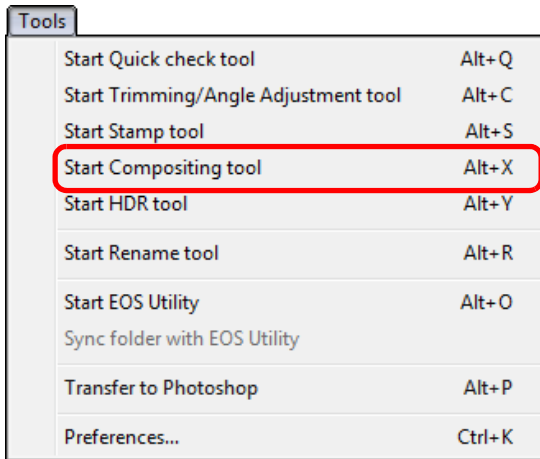 Tools
Start Quick check tool Alt+Q
Start Trimming/Angle Adjustment tool Alt+C
Start Stamp tool Alt+S
Start Compositing tool Alt+X
Start HDR tool Alt+Y
Start Rename tool Alt+R
Start EOS Utility Alt+O
Sync folder with EOS Utility
Transfer to Photoshop Alt+P
Preferences... Ctrl+K